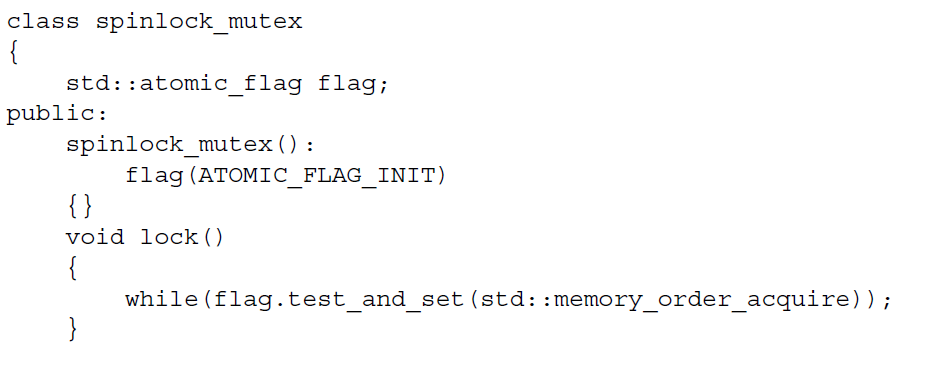 class spinlock_mutex
{
    std::atomic_flag flag;
public:
    spinlock_mutex():
        flag(ATOMIC_FLAG_INIT)
    {}
    void lock()
    {
        while(flag.test_and_set(std::memory_order_acquire));
    }